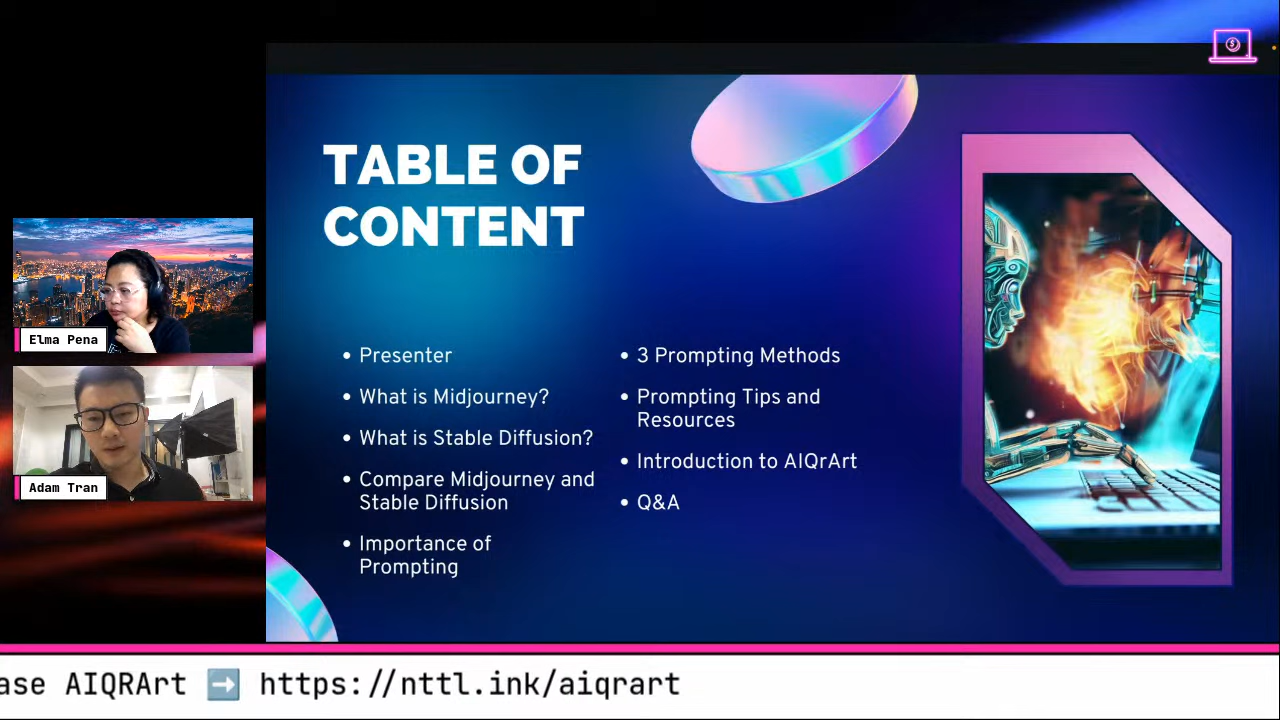 TABLE OF
CONTENT
• Presenter
• What is Midjourney?
• What is Stable Diffusion?
• Compare Midjourney and
Stable Diffusion
• Importance of
Prompting
• 3 Prompting Methods
• Prompting Tips and
Resources
• Introduction to AIQrArt
• Q&A
Elma Pena
Adam Tran
ase AIQRArt ➡️ https://nttl.ink/aiqrart